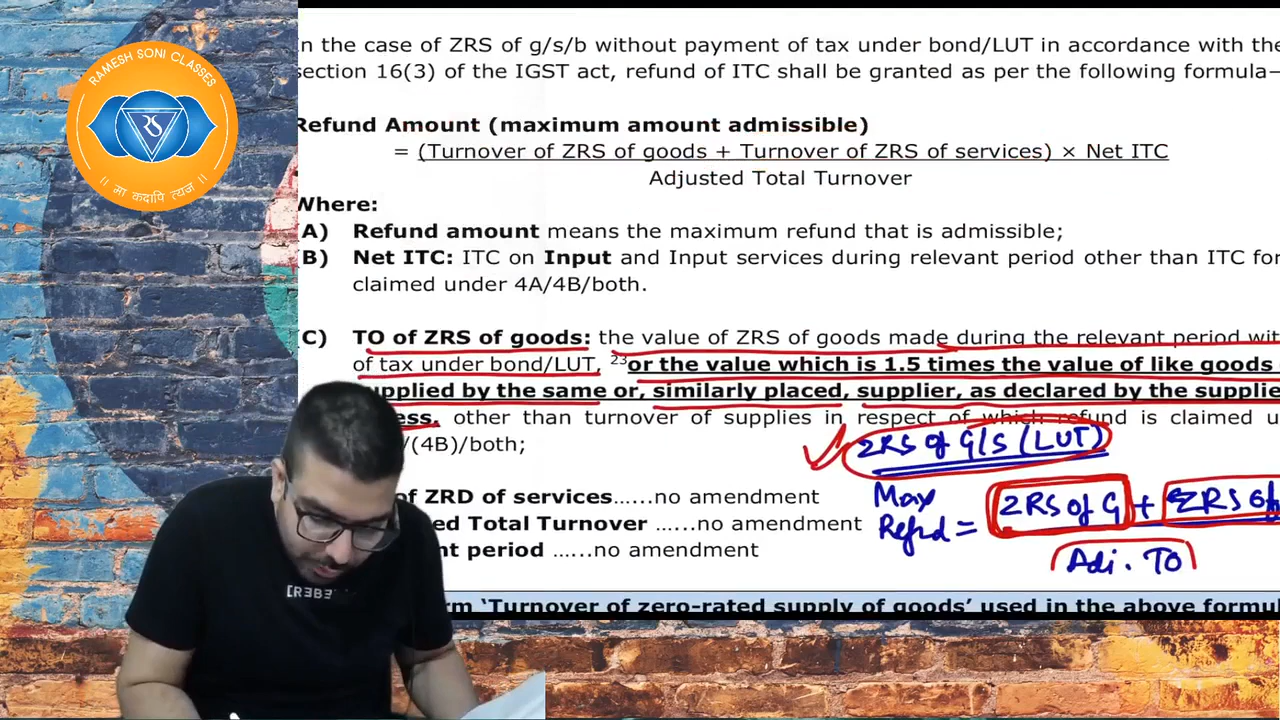 RAMESH SONI CLASSES
RS
|| मा कदापि त्यज ||
n the case of ZRS of g/s/b without payment of tax under bond/LUT in accordance with the
section 16(3) of the IGST act, refund of ITC shall be granted as per the following formula–
Refund Amount (maximum amount admissible)
= (Turnover of ZRS of goods + Turnover of ZRS of services) × Net ITC
Adjusted Total Turnover
Where:
(A) Refund amount means the maximum refund that is admissible;
(B) Net ITC: ITC on Input and Input services during relevant period other than ITC for
claimed under 4A/4B/both.
(C) TO of ZRS of goods: the value of ZRS of goods made during the relevant period wit
of tax under bond/LUT, 23or the value which is 1.5 times the value of like goods
supplied by the same or, similarly placed, supplier, as declared by the supplie
ess, other than turnover of supplies in respect of which refund is claimed u
/(4B)/both;
ZRS of G/S (LUT)
of ZRD of services…...no amendment
ed Total Turnover …...no amendment
nt period …...no amendment
Max
Refnd = ZRS of G + ZRS of
Adj. TO
rm ‘Turnover of zero-rated supply of goods’ used in the above formul
[REBE